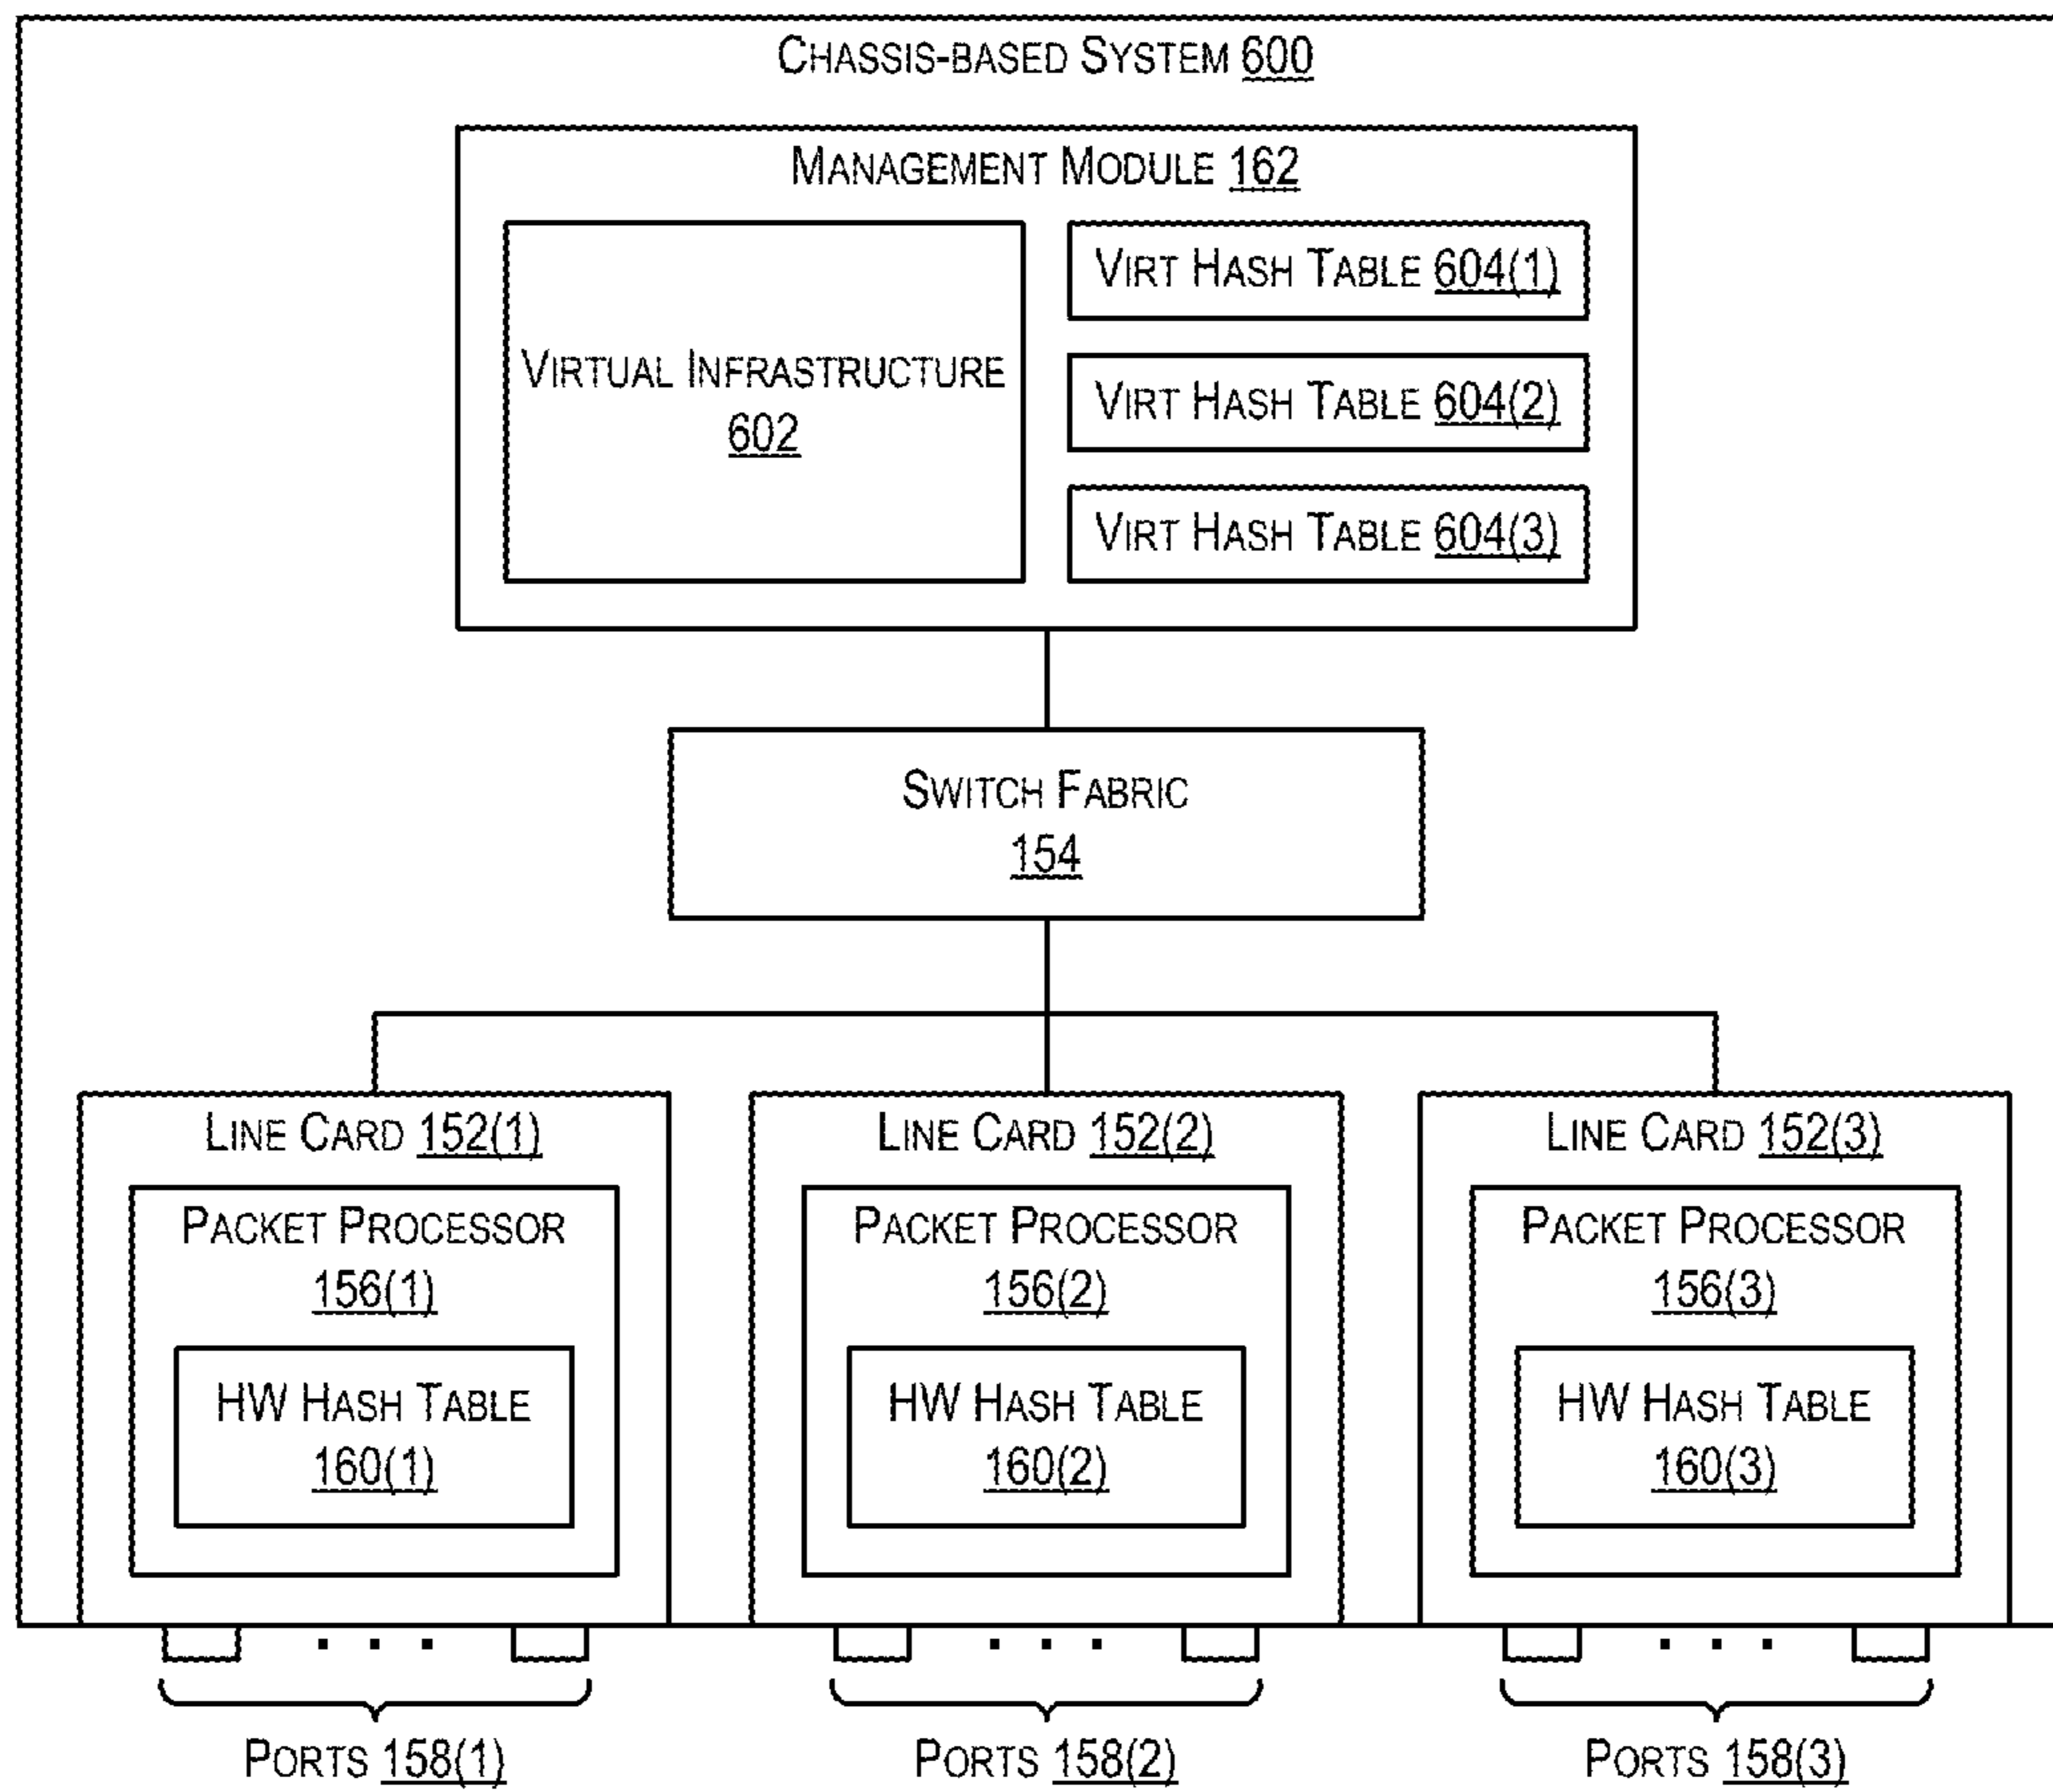 CHASSIS-BASED SYSTEM 600
MANAGEMENT MODULE 162
VIRTUAL INFRASTRUCTURE
602
VIRT HASH TABLE 604(1)
VIRT HASH TABLE 604(2)
VIRT HASH TABLE 604(3)
SWITCH FABRIC
154
LINE CARD 152(1)
PACKET PROCESSOR
156(1)
HW HASH TABLE
160(1)
PORTS 158(1)
LINE CARD 152(2)
PACKET PROCESSOR
156(2)
HW HASH TABLE
160(2)
PORTS 158(2)
LINE CARD 152(3)
PACKET PROCESSOR
156(3)
HW HASH TABLE
160(3)
PORTS 158(3)